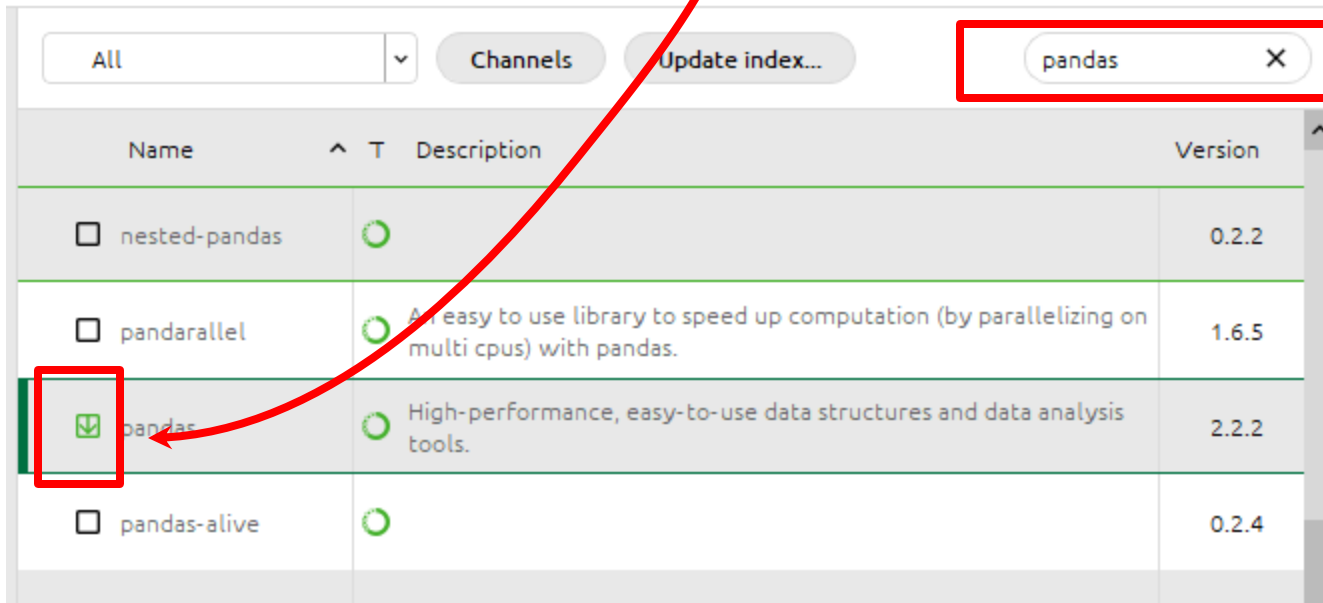 All
Channels
Update index...
pandas
Name
T
Description
Version
nested-pandas
0.2.2
pandarallel
An easy to use library to speed up computation (by parallelizing on
multi cpus) with pandas.
1.6.5
pandas
High-performance, easy-to-use data structures and data analysis
tools.
2.2.2
pandas-alive
0.2.4